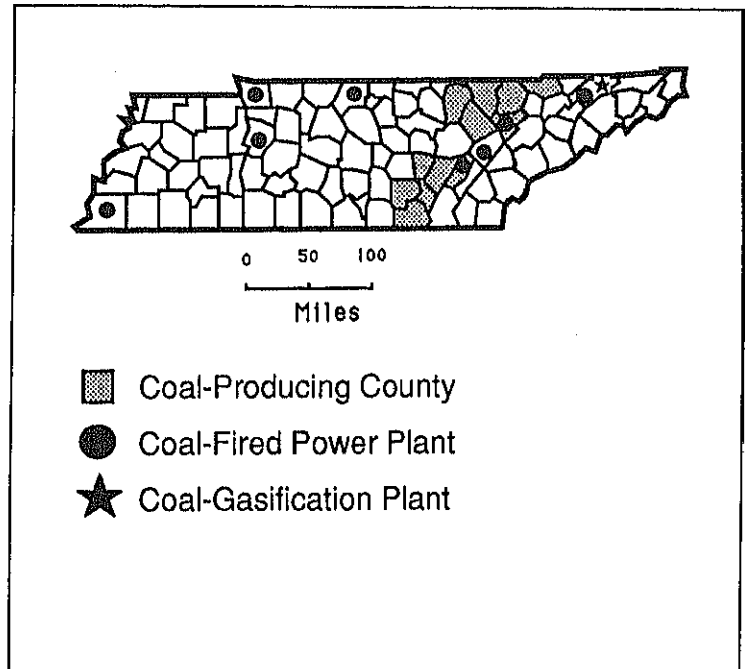 0 50 100
Miles
Coal-Producing County
Coal-Fired Power Plant
Coal-Gasification Plant